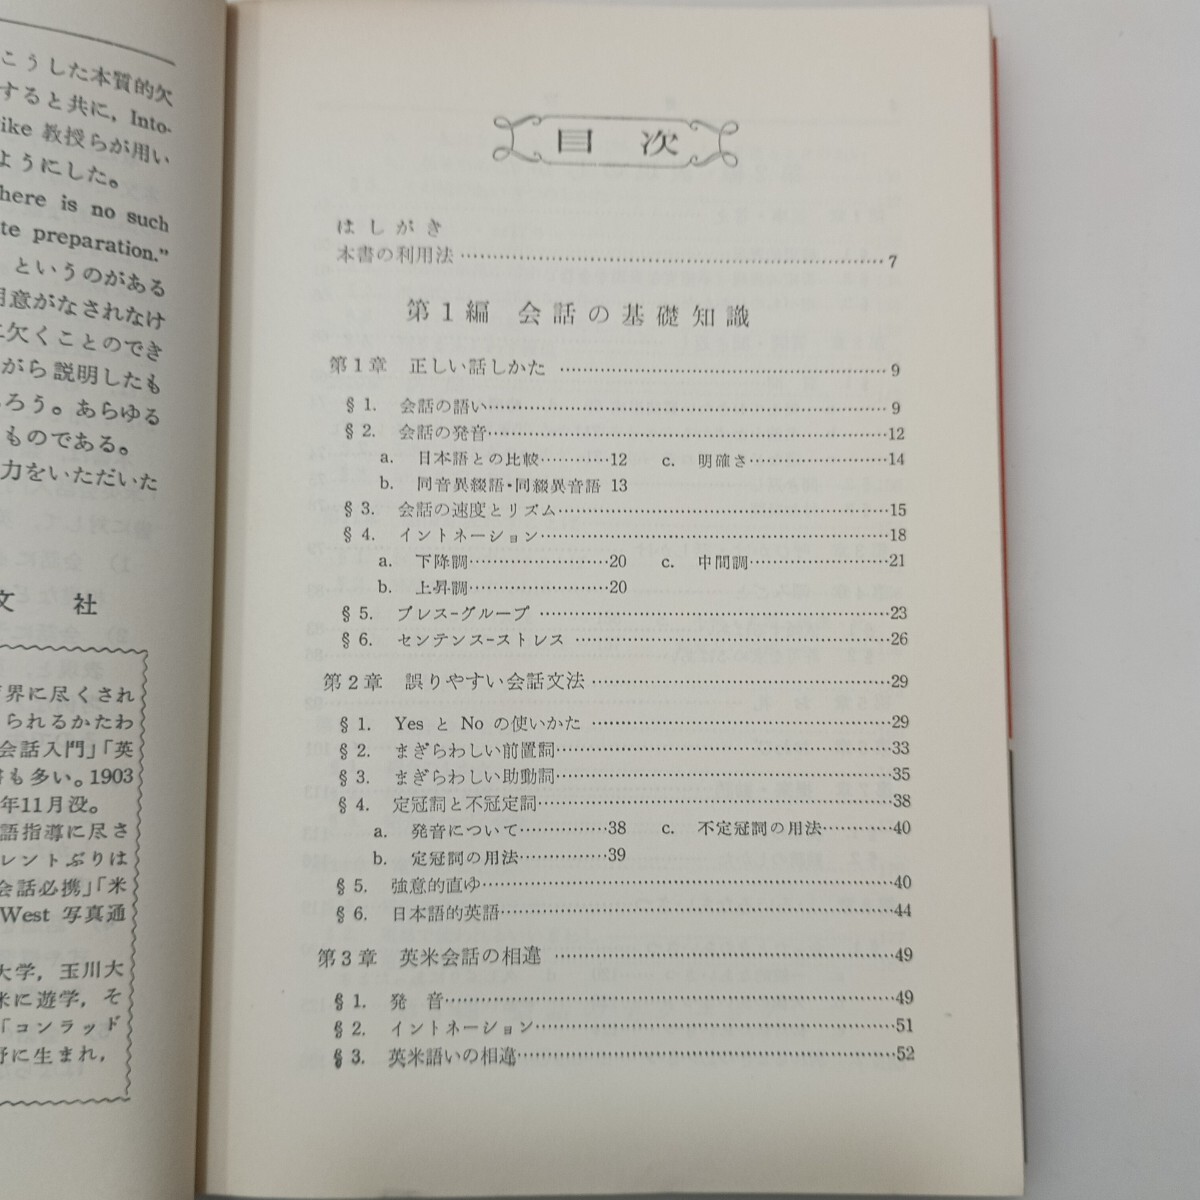 こうした本質的欠
すると共に, Into-
ike 教授らが用い
ようにした。
here is no such
te preparation.”
というのがある
用意がなされなけ
欠くことのでき
がら説明したも
ろう。あらゆる
ものである。
力をいただいた
文 社
界に尽くされ
られるかたわ
会話入門」「英
も多い。1903
年11月没。
語指導に尽さ
レントぶりは
会話必携」「米
West 写真通
大学, 玉川大
米に遊学, そ
「コンラッド
野に生まれ,
目次
はしがき
本書の利用法……7
第1編 会話の基礎知識
第1章 正しい話しかた……9
§1. 会話の語い……9
§2. 会話の発音……12
a. 日本語との比較……12 c. 明確さ……14
b. 同音異綴語・同綴異音語 13
§3. 会話の速度とリズム……15
§4. イントネーション……18
a. 下降調……20 c. 中間調……21
b. 上昇調……20
§5. ブレス-グループ……23
§6. センテンス-ストレス……26
第2章 誤りやすい会話文法……29
§1. Yes と No の使いかた……29
§2. まぎらわしい前置詞……33
§3. まぎらわしい助動詞……35
§4. 定冠詞と不冠定詞……38
a. 発音について……38 c. 不定冠詞の用法……40
b. 定冠詞の用法……39
§5. 強意的直ゆ……40
§6. 日本語的英語……44
第3章 英米会話の相違……49
§1. 発音……49
§2. イントネーション……51
§3. 英米語いの相違……52